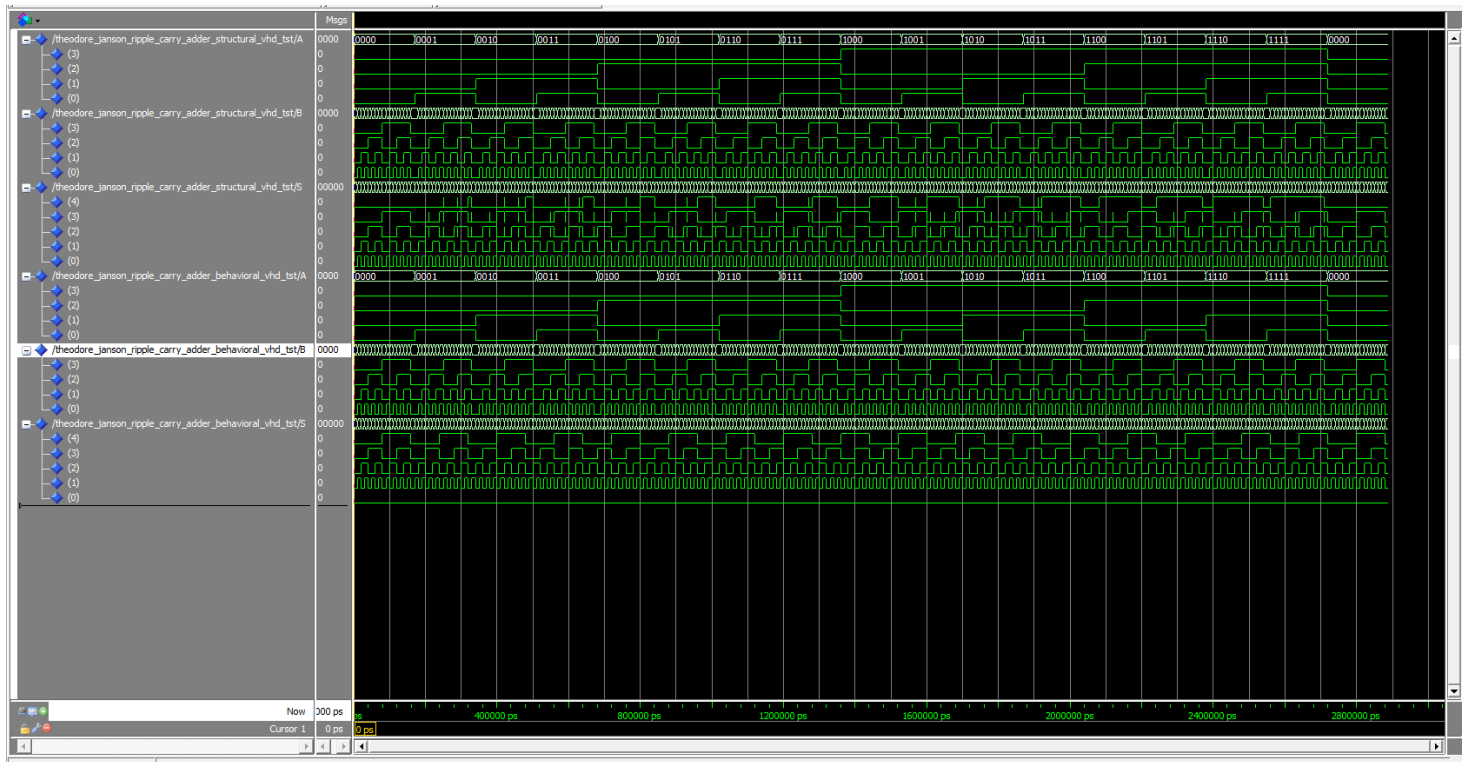 Msgs
/theodore_janson_ripple_carry_adder_structural_vhd_tst/A 0000 0000 0001 0010 0011 0100 0101 0110 0111 1000 1001 1010 1011 1100 1101 1110 1111 0000
(3) 0
(2) 0
(1) 0
(0) 0
/theodore_janson_ripple_carry_adder_structural_vhd_tst/B 0000
(3) 0
(2) 0
(1) 0
(0) 0
/theodore_janson_ripple_carry_adder_structural_vhd_tst/S 00000
(4) 0
(3) 0
(2) 0
(1) 0
(0) 0
/theodore_janson_ripple_carry_adder_behavioral_vhd_tst/A 0000 0000 0001 0010 0011 0100 0101 0110 0111 1000 1001 1010 1011 1100 1101 1110 1111 0000
(3) 0
(2) 0
(1) 0
(0) 0
/theodore_janson_ripple_carry_adder_behavioral_vhd_tst/B 0000
(3) 0
(2) 0
(1) 0
(0) 0
/theodore_janson_ripple_carry_adder_behavioral_vhd_tst/S 00000
(4) 0
(3) 0
(2) 0
(1) 0
(0) 0
Now 000 ps ps 400000 ps 800000 ps 1200000 ps 1600000 ps 2000000 ps 2400000 ps 2800000 ps
Cursor 1 0 ps 0 ps